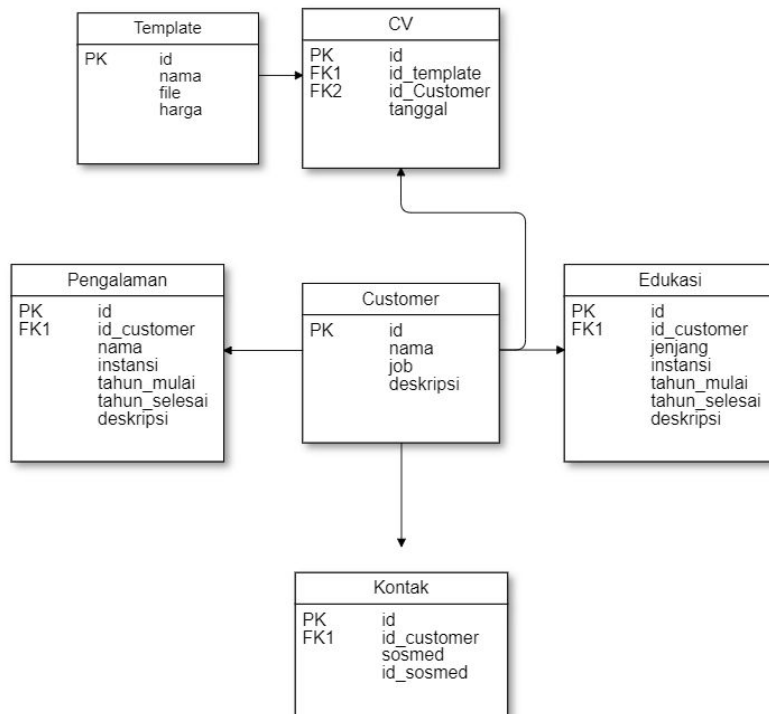 Template
PK id
nama
file
harga
CV
PK id
FK1 id_template
FK2 id_Customer
tanggal
Pengalaman
PK id
FK1 id_customer
nama
instansi
tahun_mulai
tahun_selesai
deskripsi
Customer
PK id
nama
job
deskripsi
Edukasi
PK id
FK1 id_customer
jenjang
instansi
tahun_mulai
tahun_selesai
deskripsi
Kontak
PK id
FK1 id_customer
sosmed
id_sosmed